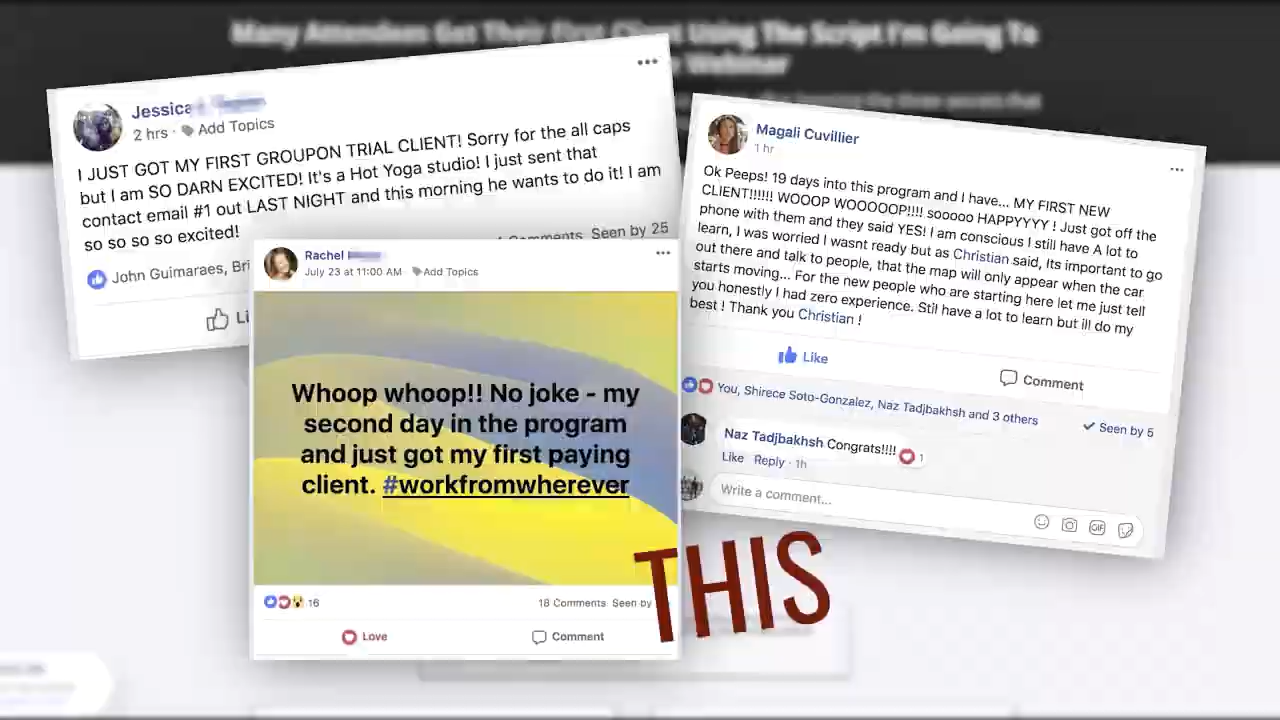 Many Attendees Got Their First Client Using The Script I'm Going To
Webinar
Jessica
2 hrs · Add Topics
I JUST GOT MY FIRST GROUPON TRIAL CLIENT! Sorry for the all caps
but I am SO DARN EXCITED! It's a Hot Yoga studio! I just sent that
contact email #1 out LAST NIGHT and this morning he wants to do it! I am
so so so so excited!
Comments Seen by 25
John Guimaraes, Bri
Li
Rachel
July 23 at 11:00 AM Add Topics
Whoop whoop!! No joke - my
second day in the program
and just got my first paying
client. #workfromwherever
16
18 Comments Seen by
Love Comment
Magali Cuvillier
1 hr
Ok Peeps! 19 days into this program and I have... MY FIRST NEW
CLIENT!!!!!! WOOOP WOOOOOP!!!! sooooo HAPPYYYY ! Just got off the
phone with them and they said YES! I am conscious I still have A lot to
learn, I was worried I wasnt ready but as Christian said, Its important to go
out there and talk to people, that the map will only appear when the car
starts moving... For the new people who are starting here let me just tell
you honestly I had zero experience. Stil have a lot to learn but ill do my
best ! Thank you Christian !
Like Comment
You, Shirece Soto-Gonzalez, Naz Tadjbakhsh and 3 others
Seen by 5
Naz Tadjbakhsh Congrats!!!! 1
Like Reply · 1h
Write a comment...
GIF
THIS